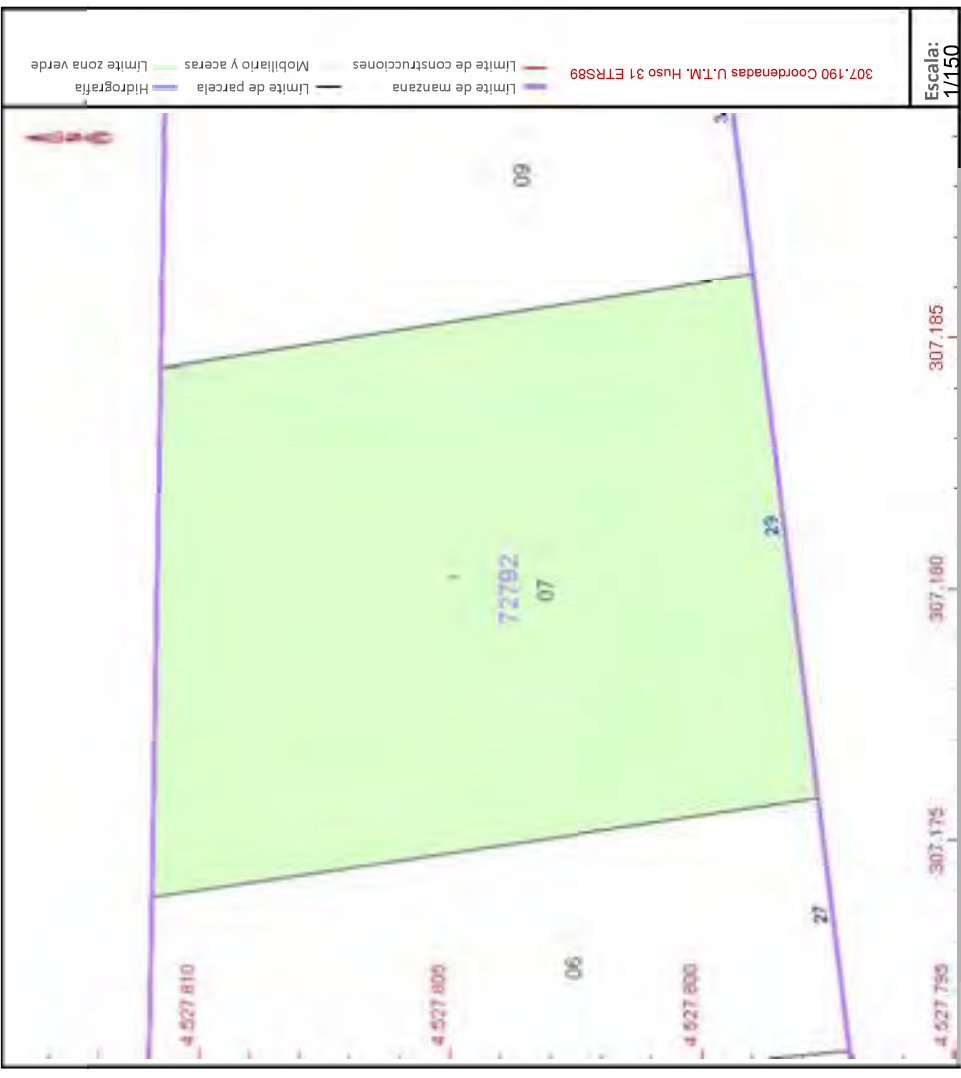 Límite de manzana
Límite de construcciones
Límite de parcela
Mobiliario y aceras
Hidrografía
Límite zona verde
307.190 Coordenadas U.T.M. Huso 31 ETRS89
Escala:
1/150
09
3
307.185
29
72792
07
307.180
307.175
27
06
4.527.810
4.527.805
4.527.800
4.527.795